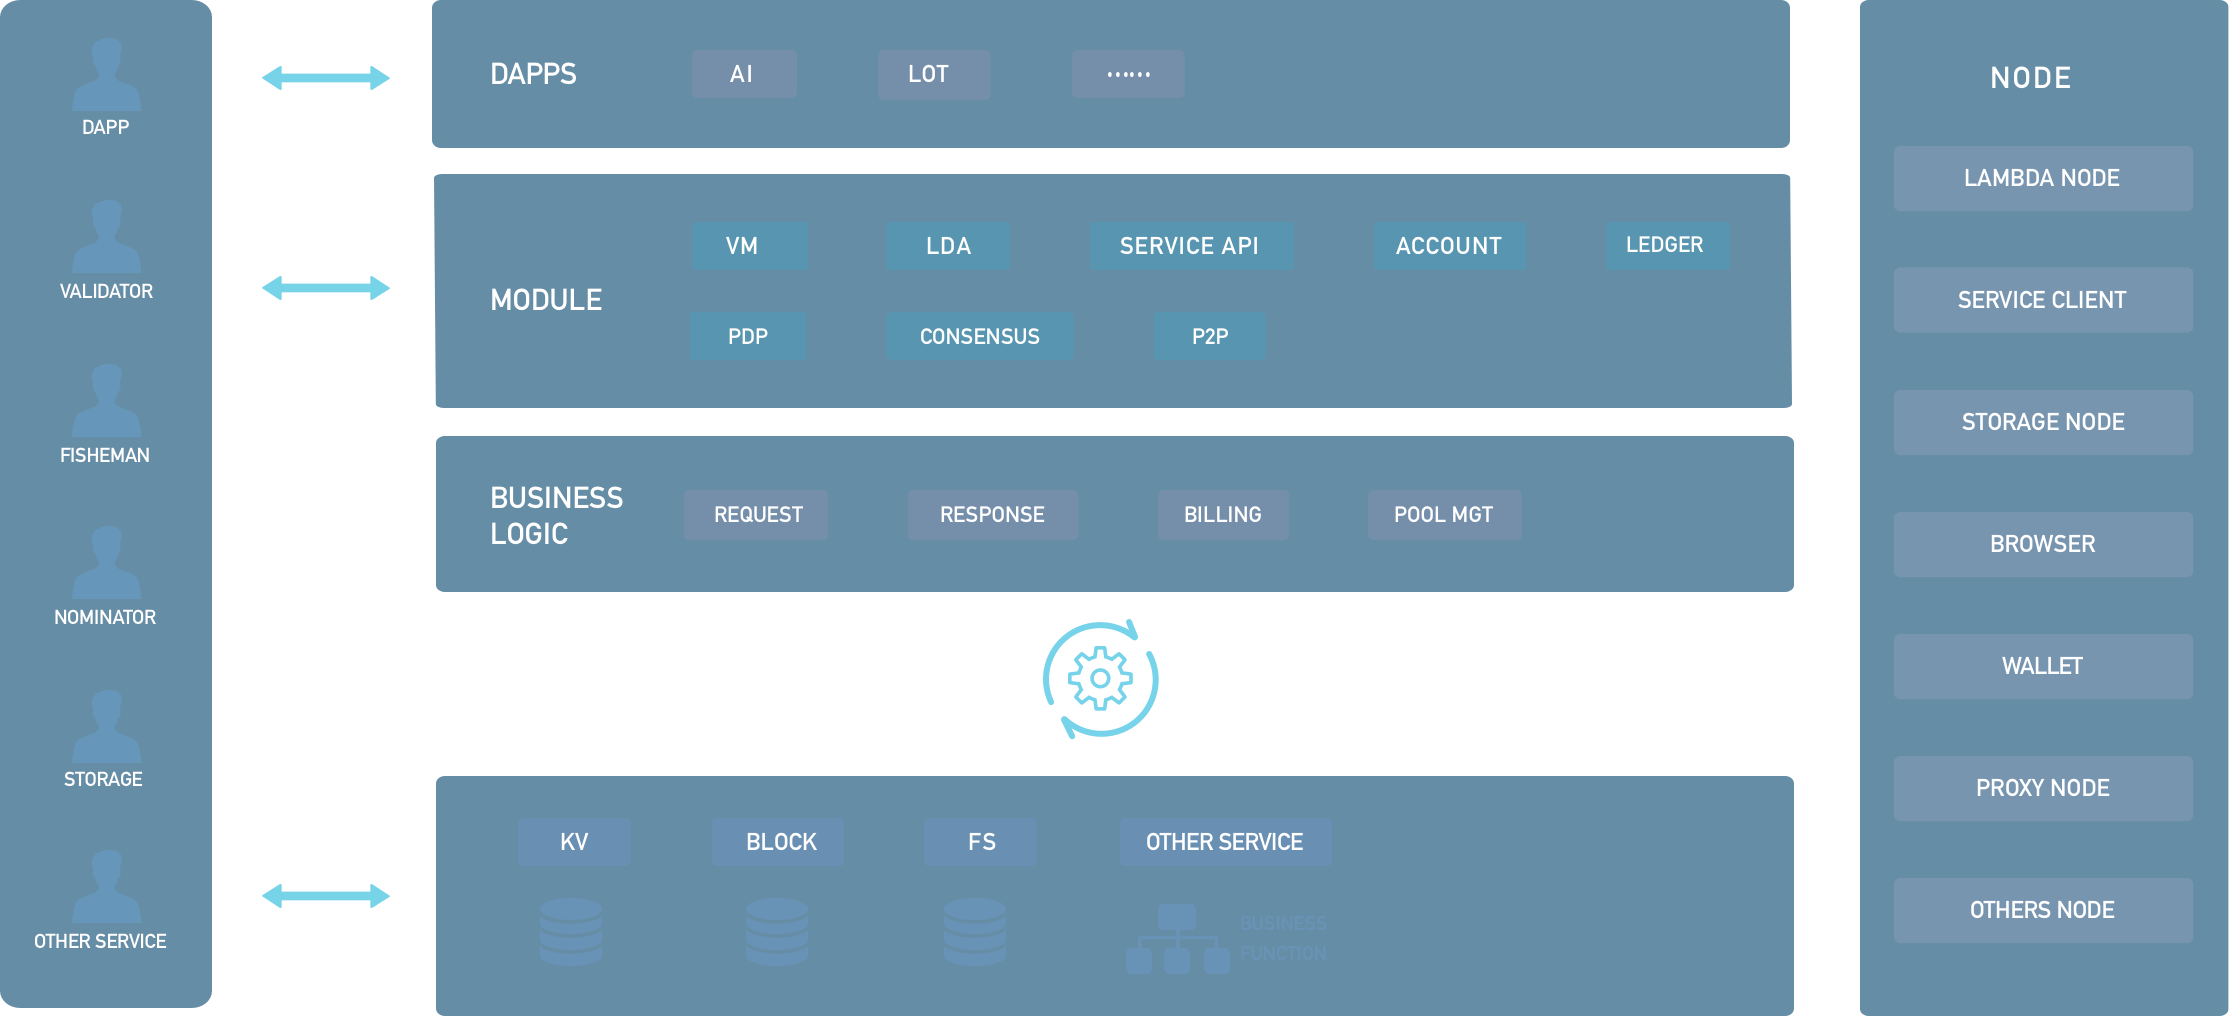 DAPP
VALIDATOR
FISHEMAN
NOMINATOR
STORAGE
OTHER SERVICE
DAPPS
AI
LOT
......
MODULE
VM
LDA
SERVICE API
ACCOUNT
LEDGER
PDP
CONSENSUS
P2P
BUSINESS
LOGIC
REQUEST
RESPONSE
BILLING
POOL MGT
KV
BLOCK
FS
OTHER SERVICE
BUSINESS
FUNCTION
NODE
LAMBDA NODE
SERVICE CLIENT
STORAGE NODE
BROWSER
WALLET
PROXY NODE
OTHERS NODE